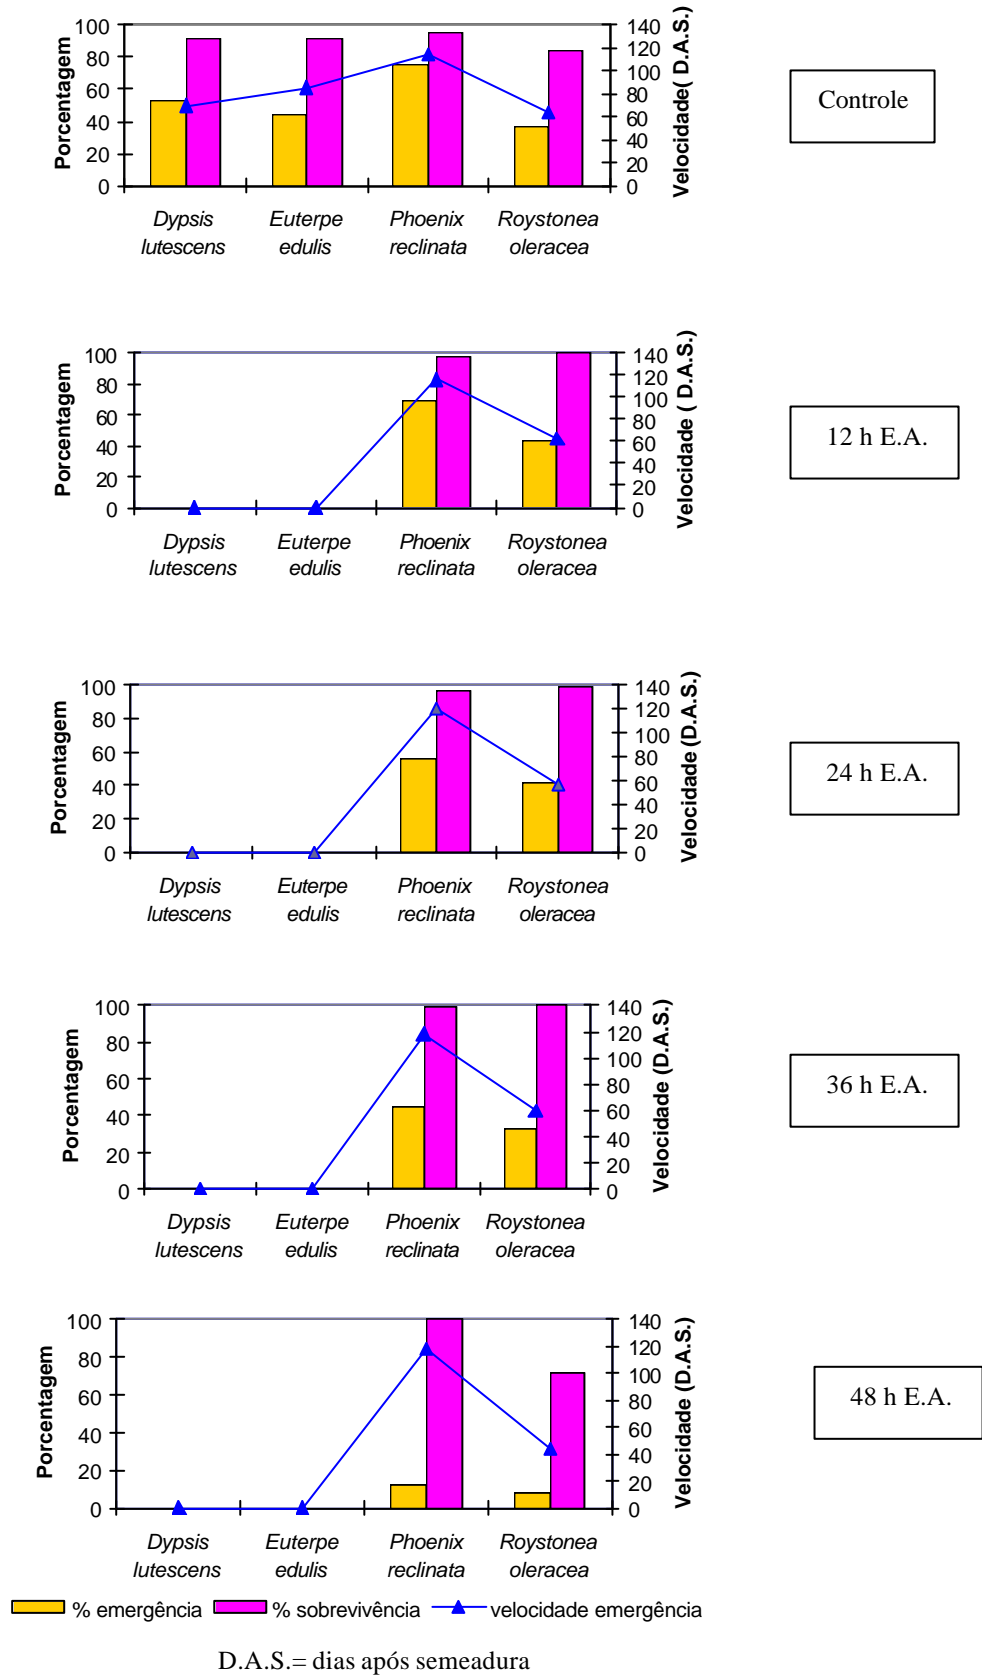 Porcentagem
100
80
60
40
20
0
140
120
100
80
60
40
20
0
Velocidade( D.A.S.)
Dypsis lutescens
Euterpe edulis
Phoenix reclinata
Roystonea oleracea
Controle
Porcentagem
100
80
60
40
20
0
140
120
100
80
60
40
20
0
Velocidade ( D.A.S.)
Dypsis lutescens
Euterpe edulis
Phoenix reclinata
Roystonea oleracea
12 h E.A.
Porcentagem
100
80
60
40
20
0
140
120
100
80
60
40
20
0
Velocidade (D.A.S.)
Dypsis lutescens
Euterpe edulis
Phoenix reclinata
Roystonea oleracea
24 h E.A.
Porcentagem
100
80
60
40
20
0
140
120
100
80
60
40
20
0
Velocidade (D.A.S.)
Dypsis lutescens
Euterpe edulis
Phoenix reclinata
Roystonea oleracea
36 h E.A.
Porcentagem
100
80
60
40
20
0
140
120
100
80
60
40
20
0
Velocidade (D.A.S.)
Dypsis lutescens
Euterpe edulis
Phoenix reclinata
Roystonea oleracea
48 h E.A.
% emergência % sobrevivência velocidade emergência
D.A.S.= dias após semeadura